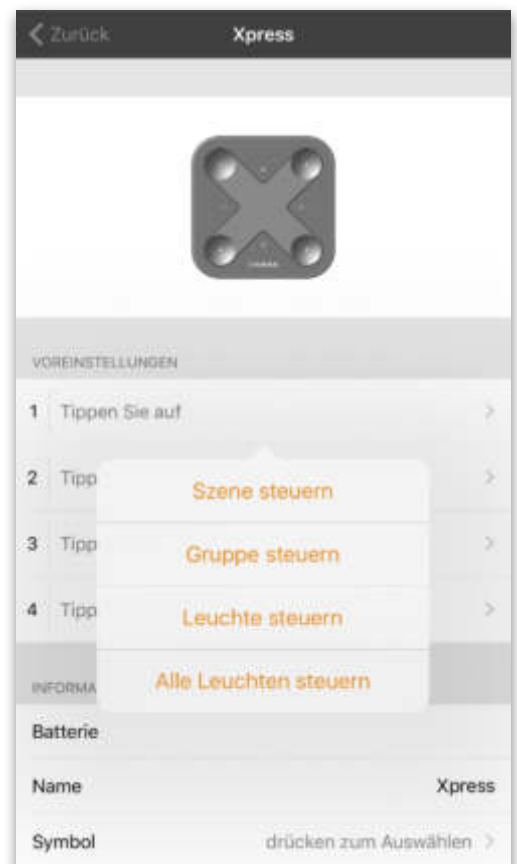 Zurück
Xpress
VOREINSTELLUNGEN
1 Tippen Sie auf
2 Tipp
Szene steuern
3 Tipp
Gruppe steuern
4 Tipp
Leuchte steuern
Alle Leuchten steuern
INFORMA
Batterie
Name Xpress
Symbol drücken zum Auswählen